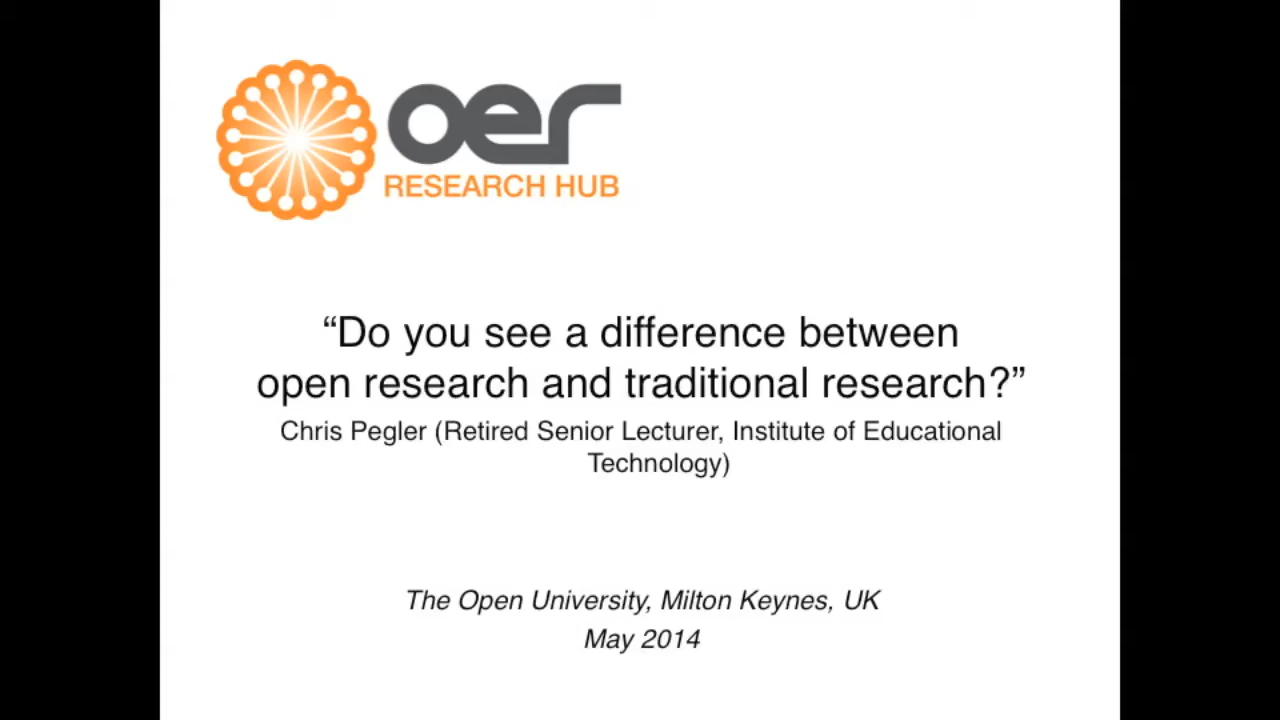 oer
RESEARCH HUB
“Do you see a difference between
open research and traditional research?”
Chris Pegler (Retired Senior Lecturer, Institute of Educational
Technology)
The Open University, Milton Keynes, UK
May 2014